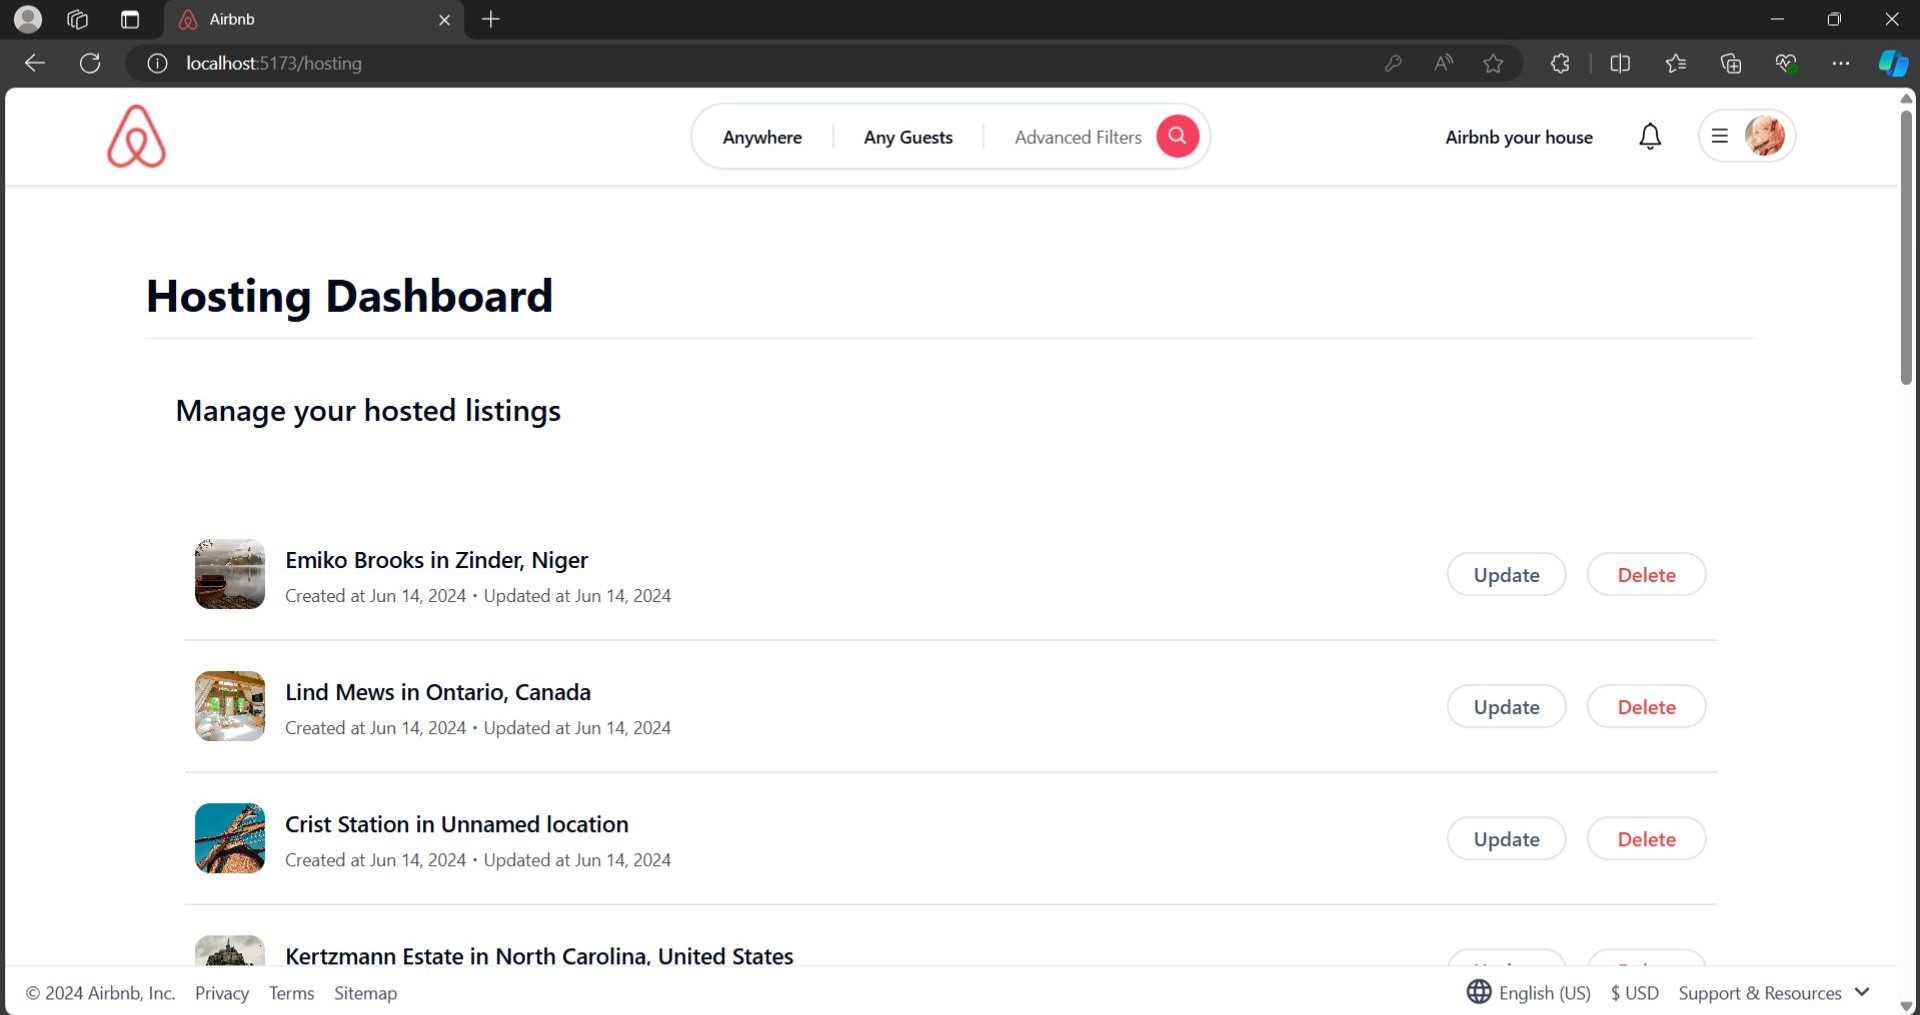 Airbnb
localhost:5173/hosting
Anywhere
Any Guests
Advanced Filters
Airbnb your house
Hosting Dashboard
Manage your hosted listings
Emiko Brooks in Zinder, Niger
Created at Jun 14, 2024 • Updated at Jun 14, 2024
Update
Delete
Lind Mews in Ontario, Canada
Created at Jun 14, 2024 • Updated at Jun 14, 2024
Update
Delete
Crist Station in Unnamed location
Created at Jun 14, 2024 • Updated at Jun 14, 2024
Update
Delete
Kertzmann Estate in North Carolina, United States
© 2024 Airbnb, Inc.
Privacy
Terms
Sitemap
English (US)
$ USD
Support & Resources